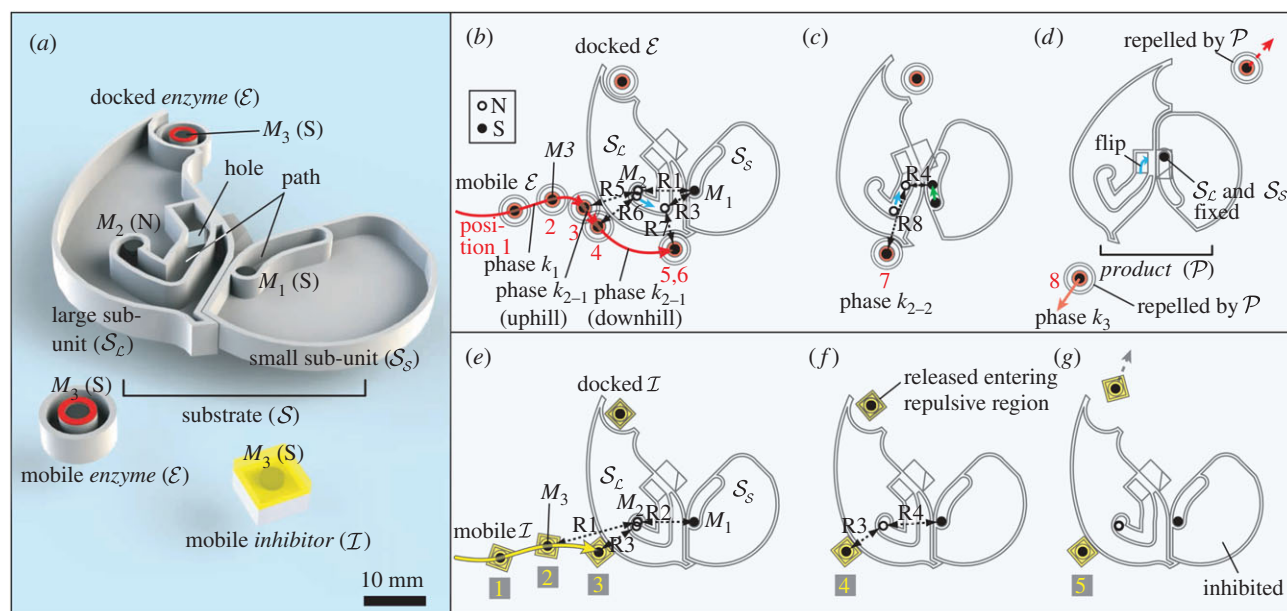 (a)
docked enzyme (ℰ)
M3 (S)
hole
path
M2 (N)
M1 (S)
large sub-
unit (𝒮ℒ)
small sub-unit (𝒮𝒮)
M3 (S)
substrate (𝒮)
mobile enzyme (ℰ)
M3 (S)
mobile inhibitor (ℐ)
10 mm
(b)
docked ℰ
N
S
M3
mobile ℰ
𝒮ℒ
𝒮𝒮
M2
R1
M1
R5
R6
R3
R7
posi-
tion 1
2
3
4
5,6
phase k1
phase k2–1
(uphill)
phase k2–1
(downhill)
(c)
R4
R8
7
phase k2–2
(d)
repelled by 𝒫
flip
𝒮ℒ and 𝒮𝒮
fixed
product (𝒫)
8
repelled by 𝒫
phase k3
(e)
docked ℐ
𝒮ℒ
𝒮𝒮
M3
M2
R2
M1
R1
R3
mobile ℐ
1
2
3
(f)
released entering
repulsive region
R4
R3
4
(g)
5
inhibited